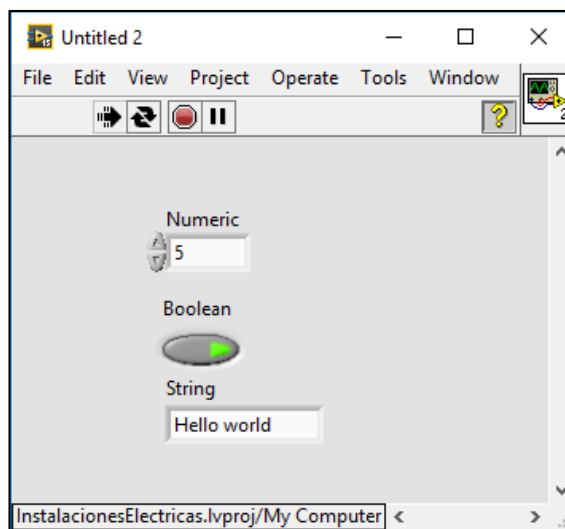 Untitled 2
File Edit View Project Operate Tools Window
2
Numeric
5
Boolean
String
Hello world
InstalacionesElectricas.lvproj/My Computer